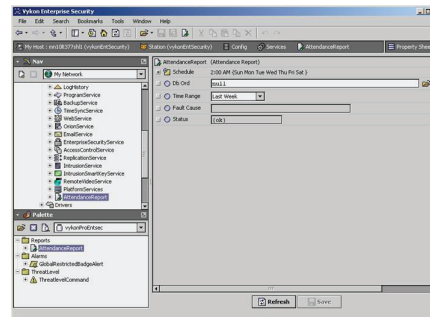 Vykon Enterprise Security
File Edit Search Bookmarks Tools Window Help
My Host : mn10lt377shl1 (vykonEntSecurity) Station (vykonEntSecurity) Config Services AttendanceReport Property Shee
Nav
My Network
LogHistory
ProgramService
BackupService
TimeSyncService
WebService
OrionService
EmailService
EnterpriseSecurityService
AccessControlService
ReplicationService
IntrusionService
IntrusionSmartKeyService
RemoteVideoService
PlatformServices
AttendanceReport
Drivers
Palette
vykonProEntsec
Reports
AttendanceReport
Alarms
GlobalRestrictedBadgeAlert
ThreatLevel
ThreatlevelCommand
AttendanceReport (Attendance Report)
Schedule 2:00 AM {Sun Mon Tue Wed Thu Fri Sat }
Db Ord null
Time Range Last Week
Fault Cause
Status {ok}
Refresh Save